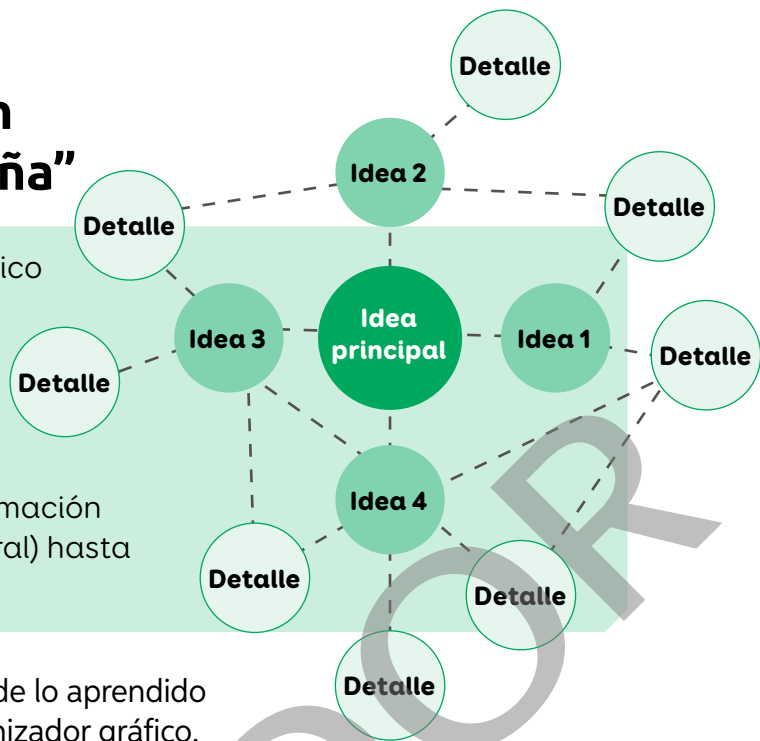 n
ña”
ico
mación
ral) hasta
de lo aprendido
nizador gráfico.
Detalle
Idea 2
Detalle
Detalle
Idea 3
Idea
principal
Idea 1
Detalle
Detalle
Idea 4
Detalle
Detalle
Detalle
OR